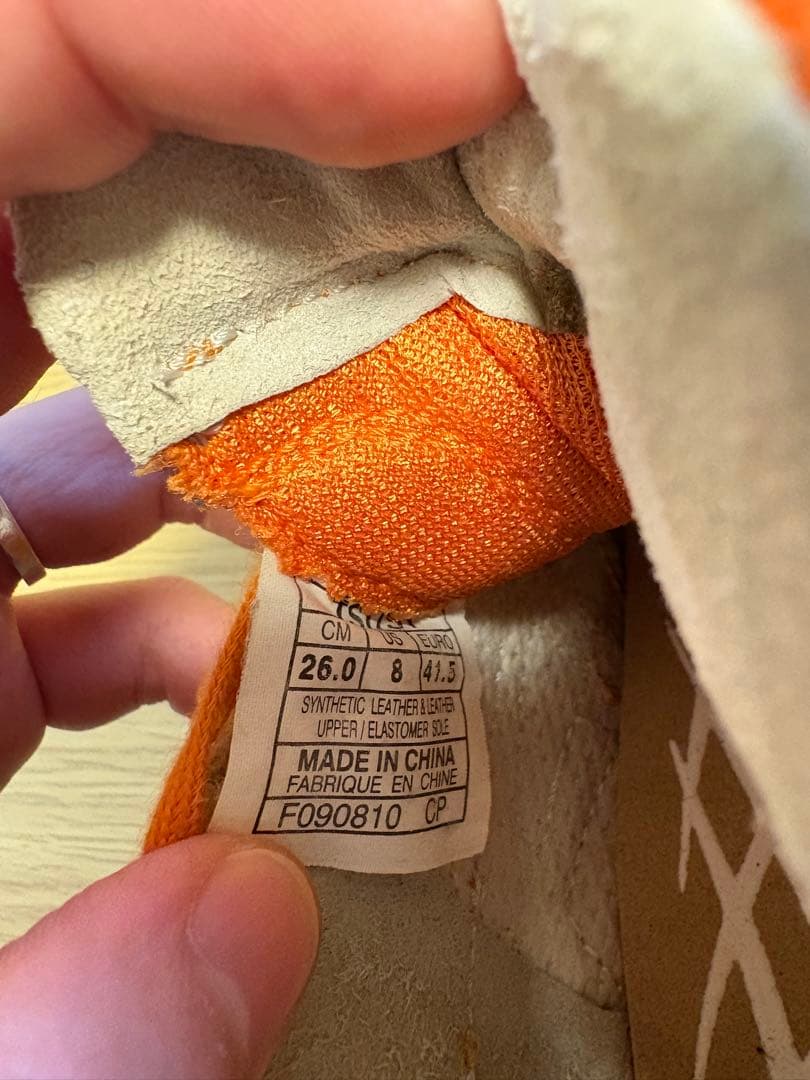 CM US EURO
26.0 8 41.5
SYNTHETIC LEATHER & LEATHER
UPPER / ELASTOMER SOLE
MADE IN CHINA
FABRIQUE EN CHINE
F090810 CP